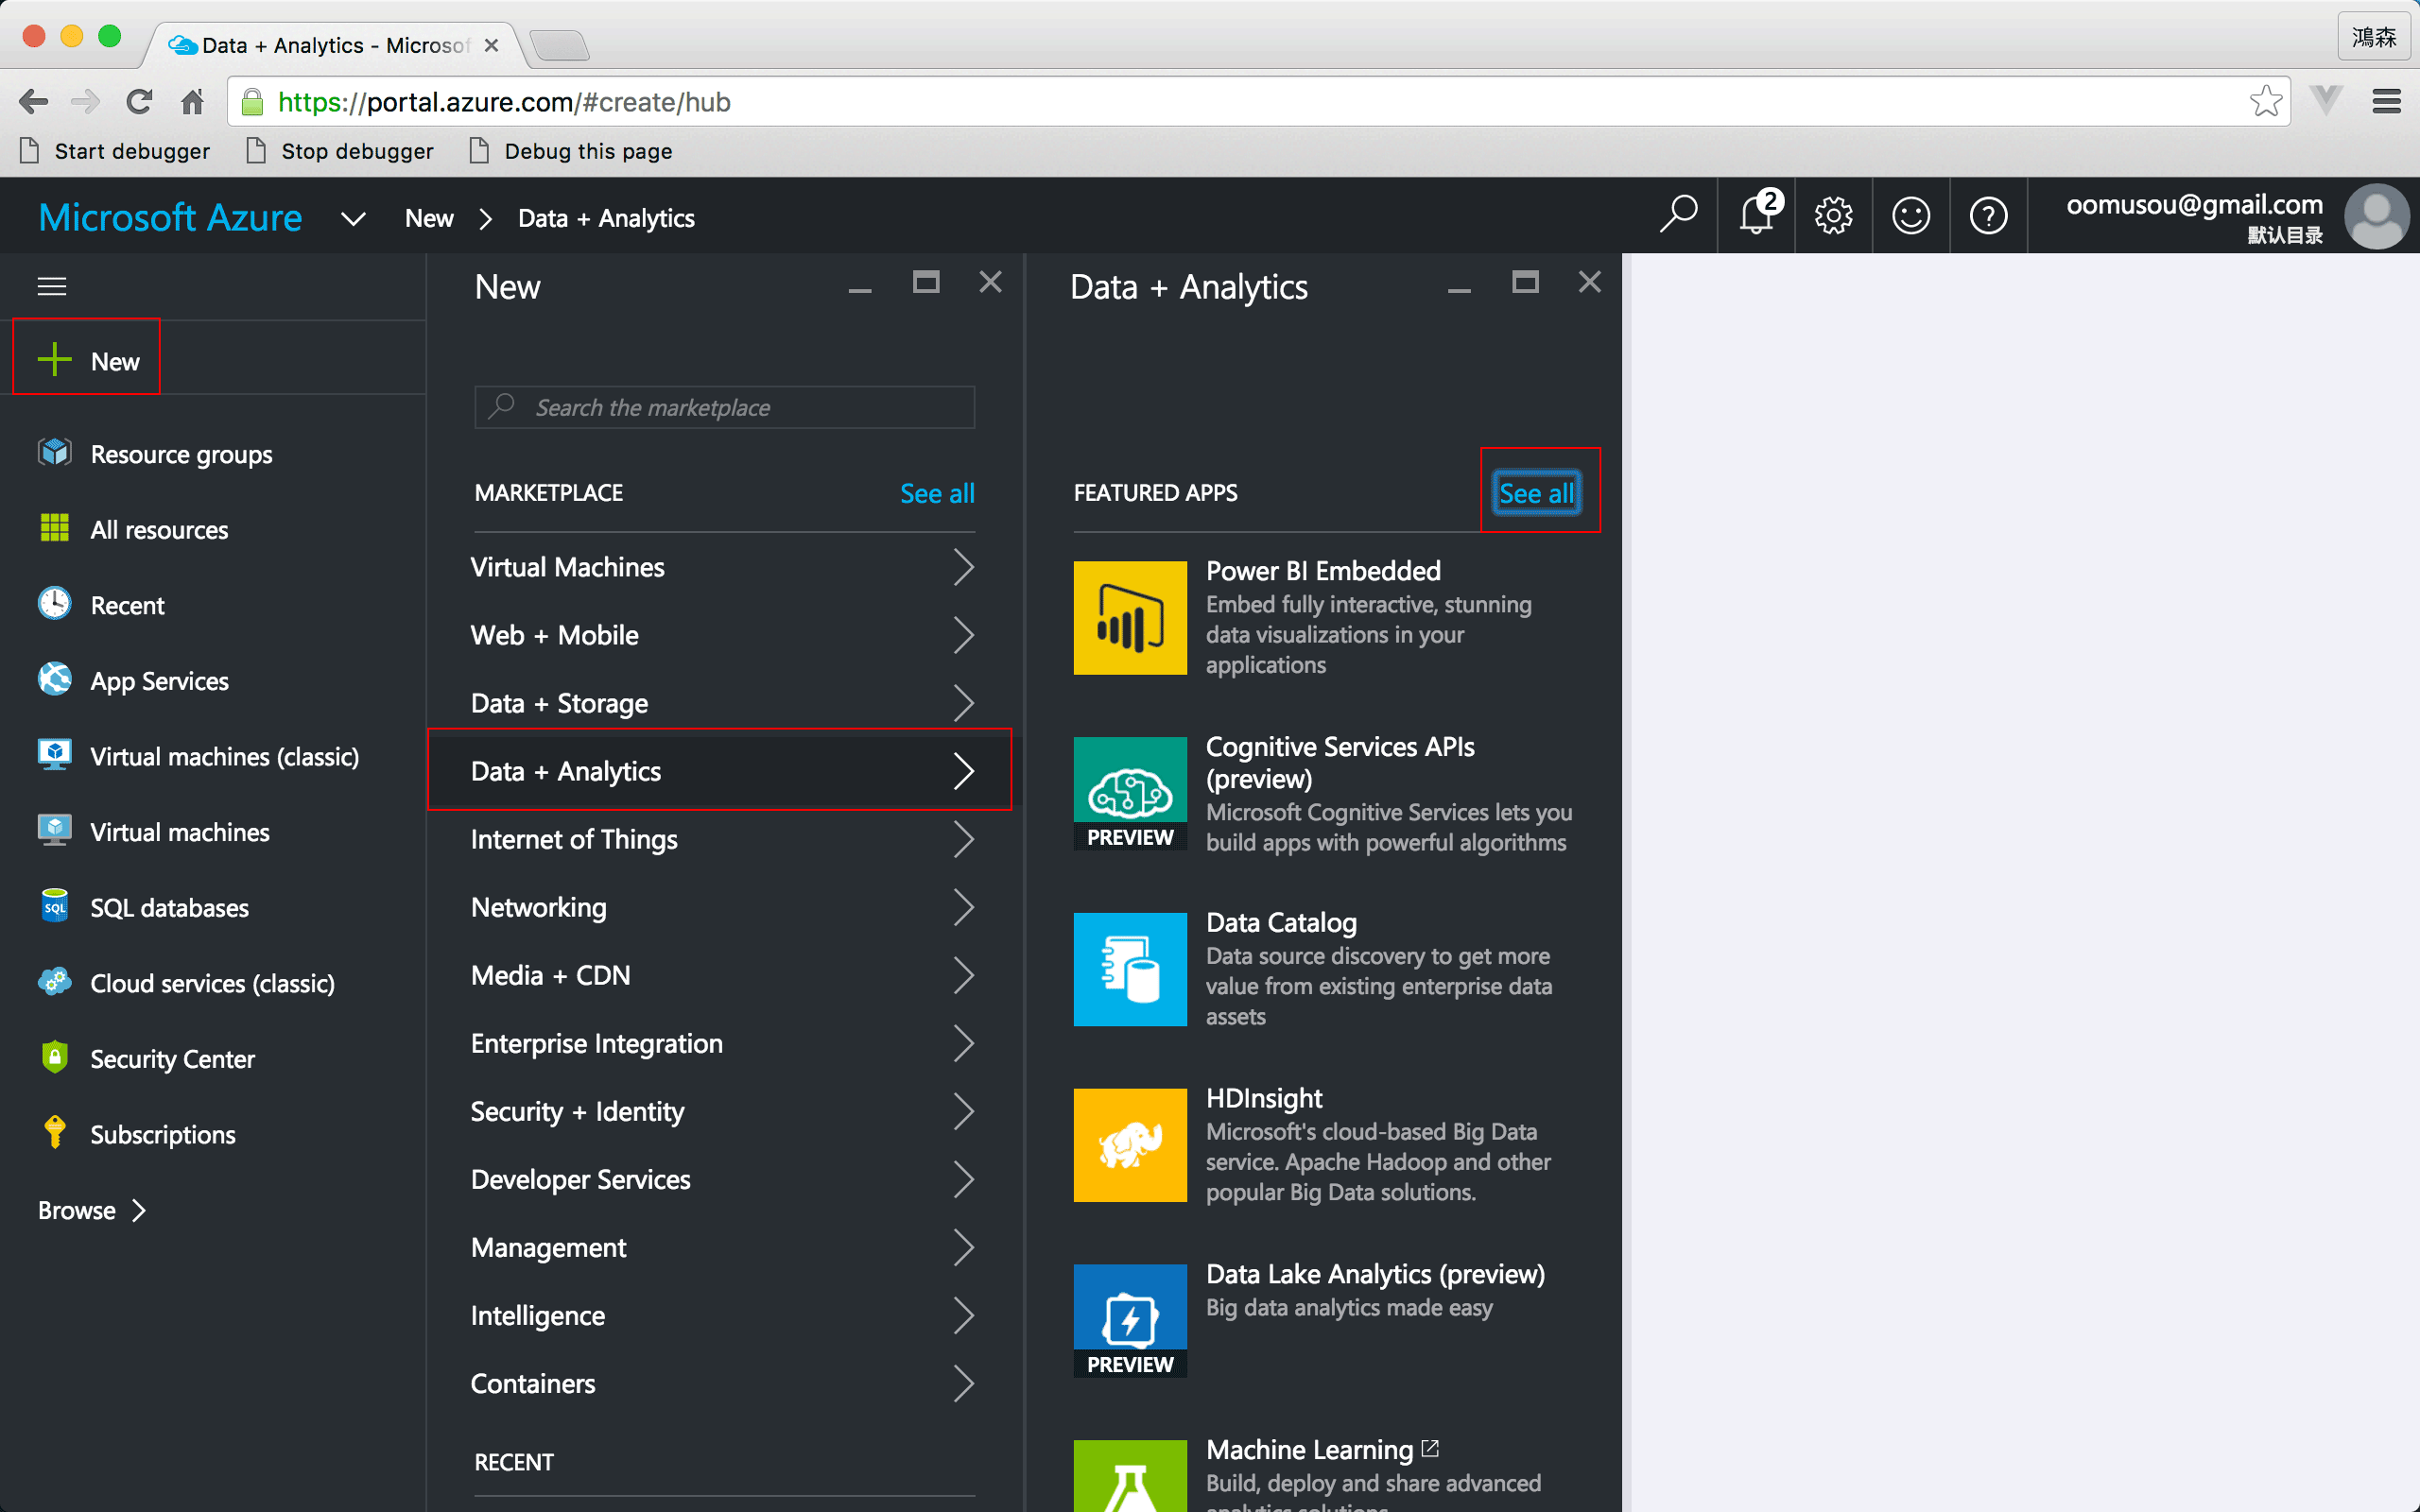 Data + Analytics - Microsof
鴻森
https://portal.azure.com/#create/hub
Start debugger
Stop debugger
Debug this page
Microsoft Azure
New
Data + Analytics
2
oomusou@gmail.com
默认目录
New
Resource groups
All resources
Recent
App Services
Virtual machines (classic)
Virtual machines
SQL
SQL databases
Cloud services (classic)
Security Center
Subscriptions
Browse
New
Search the marketplace
MARKETPLACE
See all
Virtual Machines
Web + Mobile
Data + Storage
Data + Analytics
Internet of Things
Networking
Media + CDN
Enterprise Integration
Security + Identity
Developer Services
Management
Intelligence
Containers
RECENT
Data + Analytics
FEATURED APPS
See all
Power BI Embedded
Embed fully interactive, stunning
data visualizations in your
applications
Cognitive Services APIs
(preview)
Microsoft Cognitive Services lets you
build apps with powerful algorithms
PREVIEW
Data Catalog
Data source discovery to get more
value from existing enterprise data
assets
HDInsight
Microsoft's cloud-based Big Data
service. Apache Hadoop and other
popular Big Data solutions.
Data Lake Analytics (preview)
Big data analytics made easy
PREVIEW
Machine Learning
Build, deploy and share advanced
analytics solutions